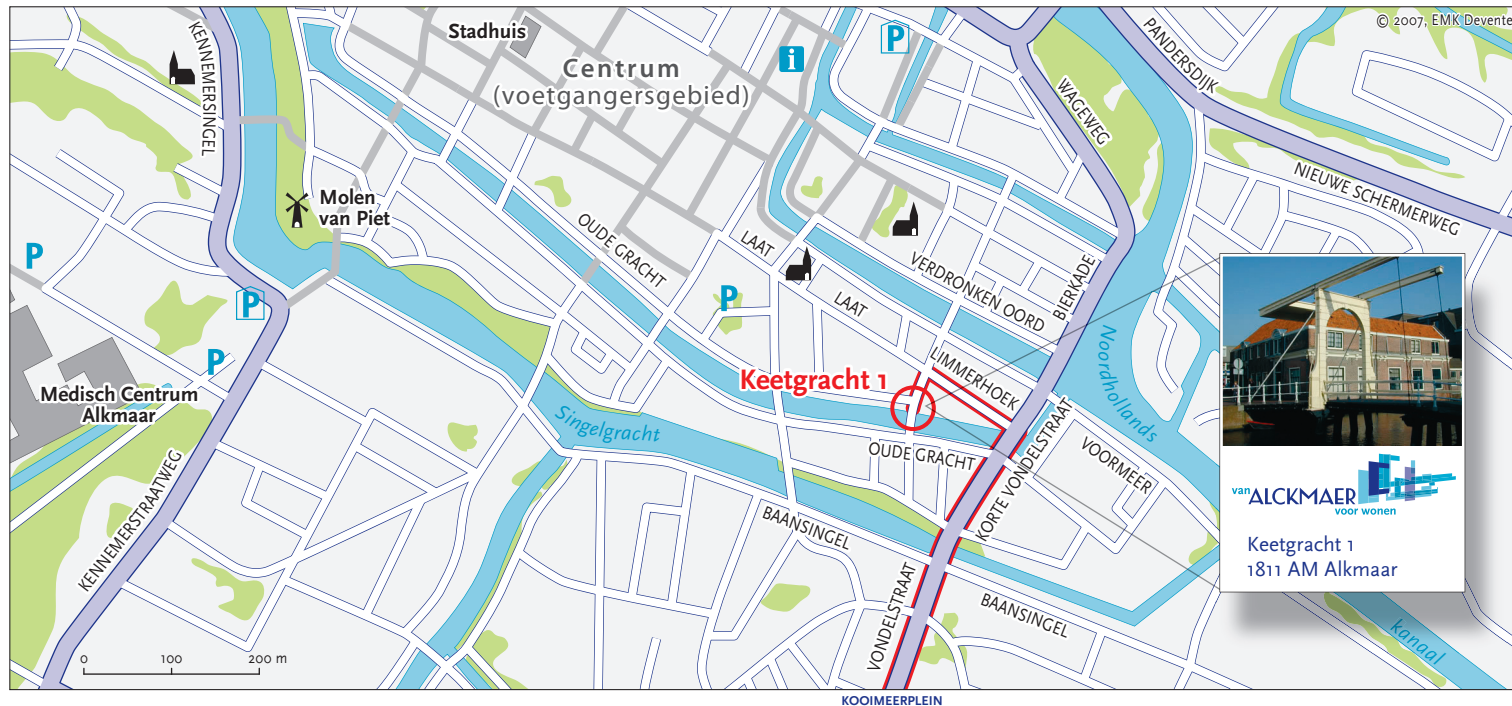 © 2007, EMK Devente
KENNEMERSINGEL
Stadhuis
P
i
Centrum
(voetgangersgebied)
PANDERSDIJK
WAGEWEG
NIEUWE SCHERMERWEG
Molen
van Piet
OUDE GRACHT
LAAT
P
P
P
LAAT
VERDRONKEN OORD
BIERKADE
Noordhollands
P
Medisch Centrum
Alkmaar
Keetgracht 1
LIMMERHOEK
Singelgracht
OUDE GRACHT
KORTE VONDELSTRAAT
VOORMEER
KENNEMERSTRAATWEG
BAANSINGEL
van ALCKMAER
voor wonen
Keetgracht 1
1811 AM Alkmaar
VONDELSTRAAT
BAANSINGEL
kanaal
0 100 200 m
KOOIMEERPLEIN